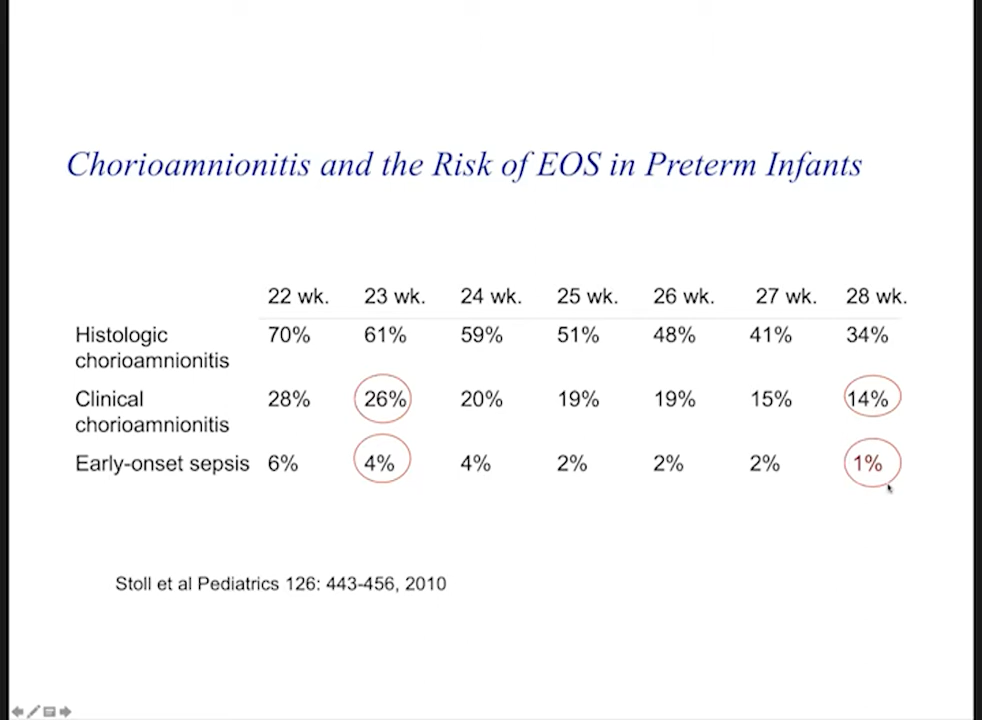 Chorioamnionitis and the Risk of EOS in Preterm Infants
22 wk. 23 wk. 24 wk. 25 wk. 26 wk. 27 wk. 28 wk.
Histologic chorioamnionitis 70% 61% 59% 51% 48% 41% 34%
Clinical chorioamnionitis 28% 26% 20% 19% 19% 15% 14%
Early-onset sepsis 6% 4% 4% 2% 2% 2% 1%
Stoll et al Pediatrics 126: 443-456, 2010